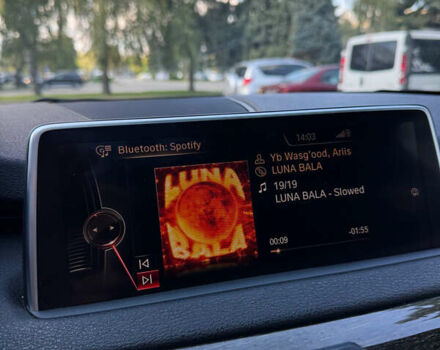 Bluetooth: Spotify
14:03
Yb Wasg'ood, Arlis
LUNA BALA
19/19
LUNA BALA - Slowed
00:09
-01:55
LUNA
BALA